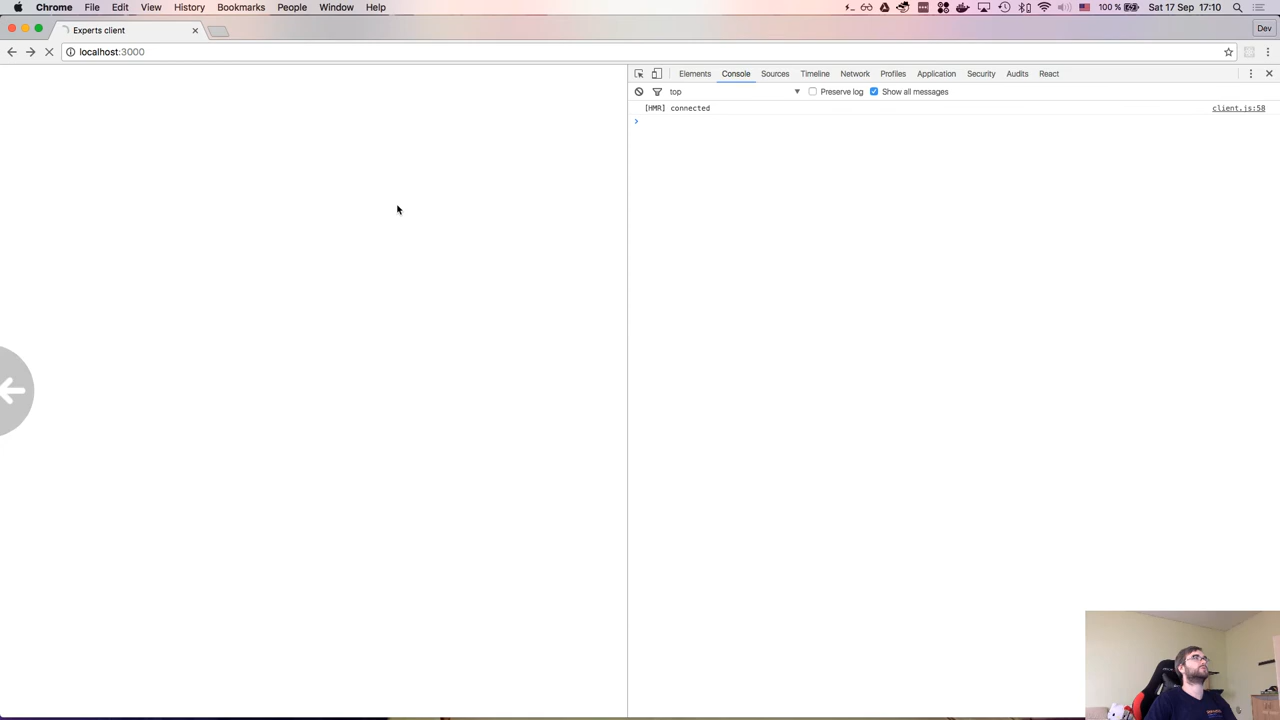 Chrome File Edit View History Bookmarks People Window Help 100 % Sat 17 Sep 17:10
Experts client Dev
localhost:3000
Elements Console Sources Timeline Network Profiles Application Security Audits React
top Preserve log Show all messages
[HMR] connected client.js:58
>